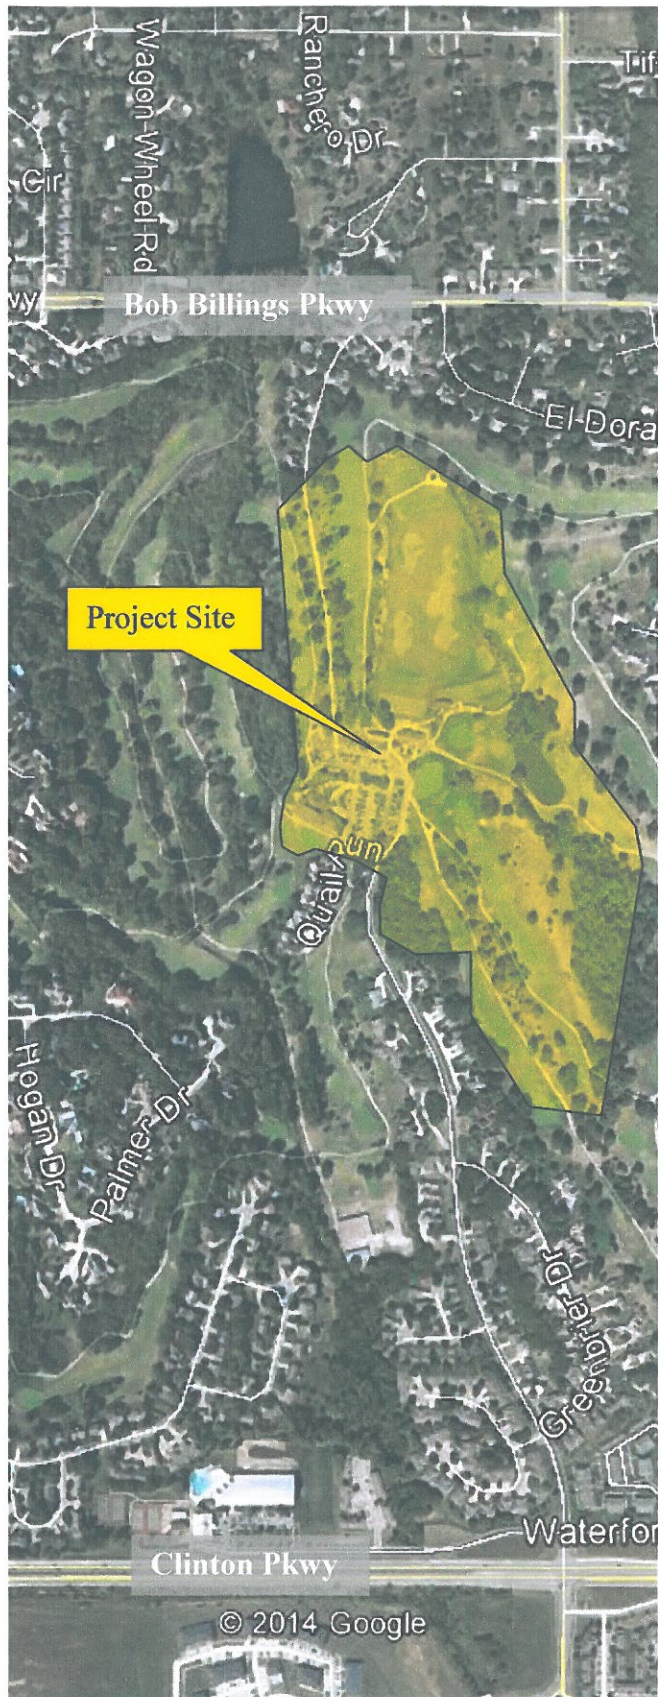 Wagon-Wheel Rd
Ranchero Dr
Tif
Cir
wy
Bob Billings Pkwy
El Dora
Project Site
Quail Run
Hogan Dr
Palmer Dr
Greenbrier Dr
Waterfor
Clinton Pkwy
© 2014 Google